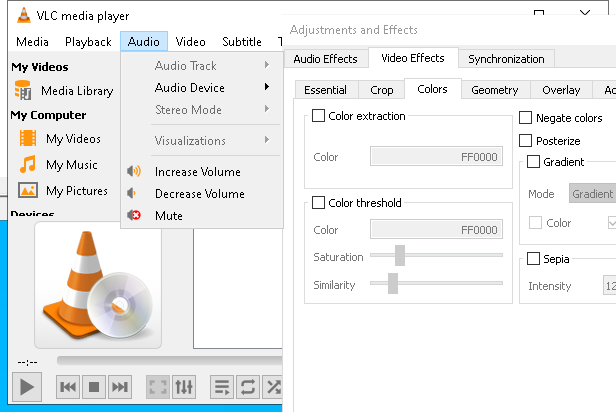 VLC media player
Media Playback Audio Video Subtitle T
My Videos
Media Library
My Computer
My Videos
My Music
My Pictures
Devices
Audio Track
Audio Device
Stereo Mode
Visualizations
Increase Volume
Decrease Volume
Mute
--:--
Adjustments and Effects
Audio Effects Video Effects Synchronization
Essential Crop Colors Geometry Overlay
Color extraction
Color FF0000
Color threshold
Color FF0000
Saturation
Similarity
Negate colors
Posterize
Gradient
Mode Gradient
Color
Sepia
Intensity 12